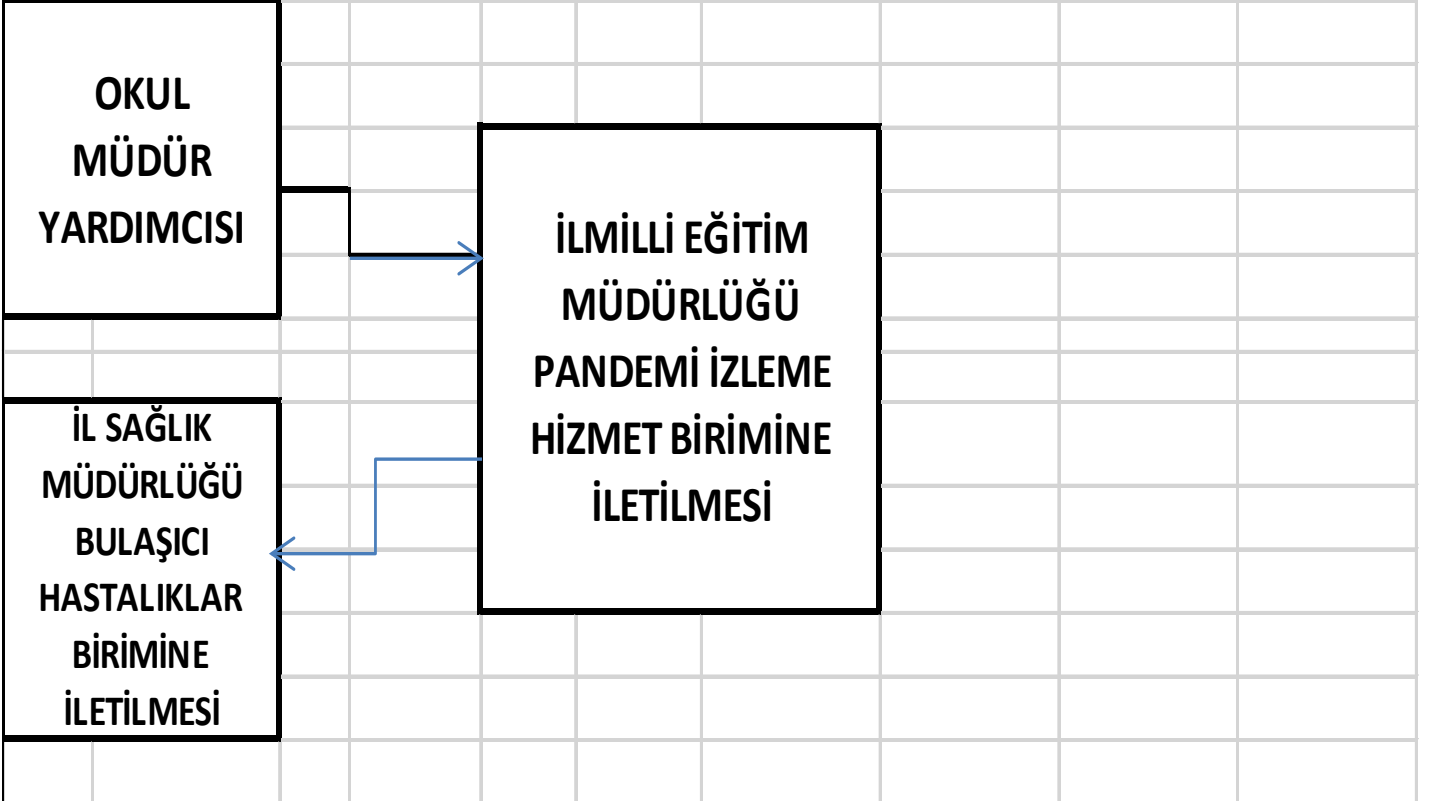 OKUL
MÜDÜR
YARDIMCISI
İLMİLLİ EĞİTİM
MÜDÜRLÜĞÜ
PANDEMİ İZLEME
HİZMET BİRİMİNE
İLETİLMESİ
İL SAĞLIK
MÜDÜRLÜĞÜ
BULAŞICI
HASTALIKLAR
BİRİMİNE
İLETİLMESİ